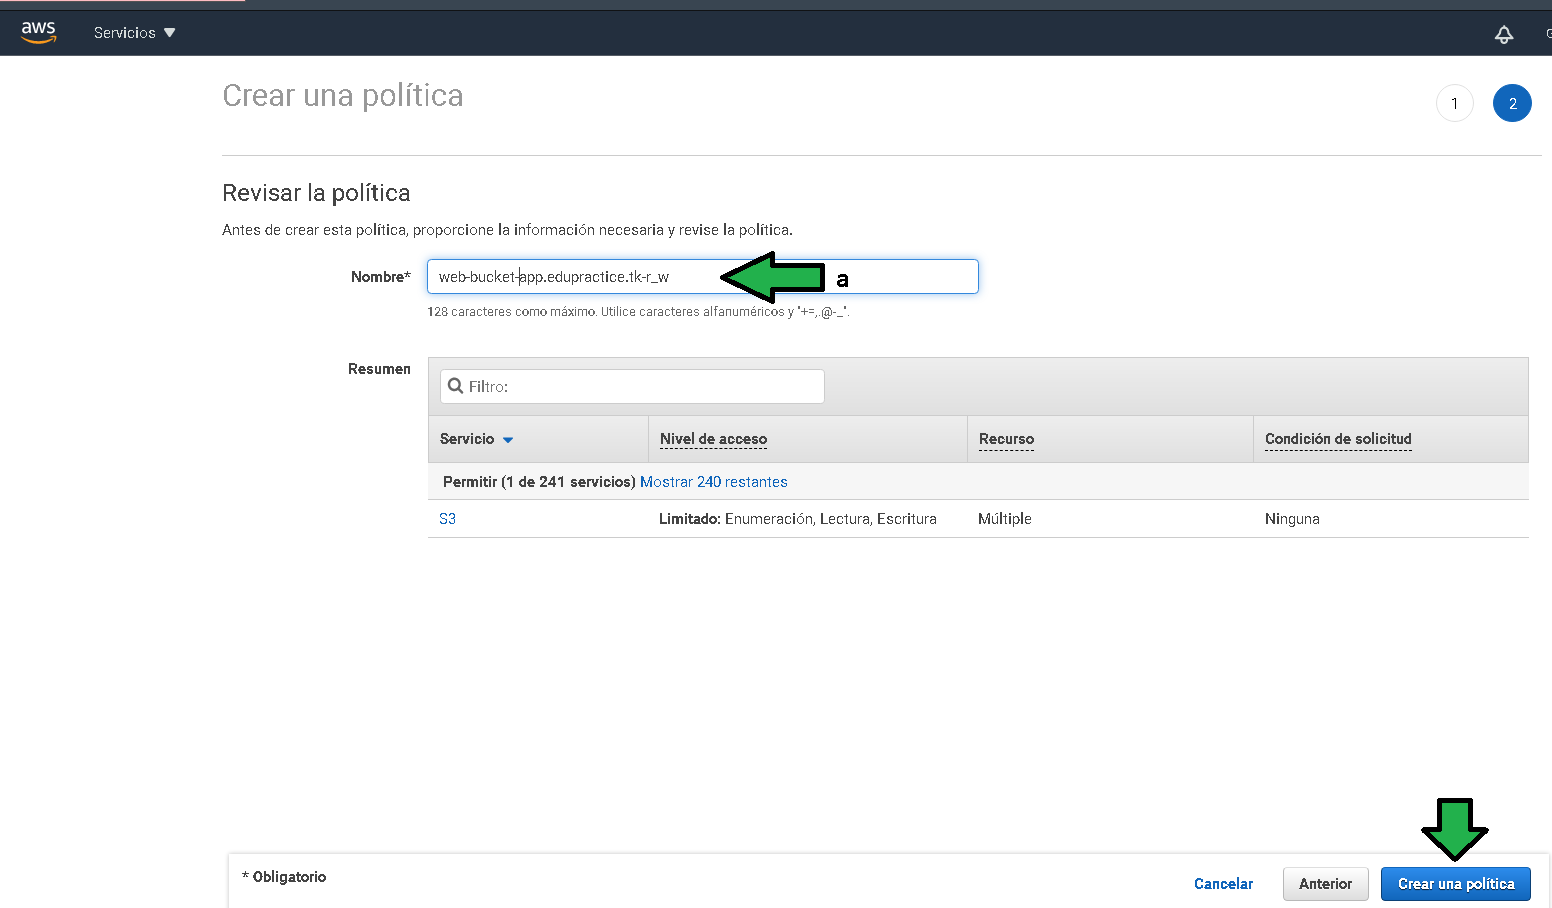 aws Servicios
G
Crear una política
1 2
Revisar la política
Antes de crear esta política, proporcione la información necesaria y revise la política.
Nombre* web-bucket-app.edupractice.tk-r_w a
128 caracteres como máximo. Utilice caracteres alfanuméricos y "+=,.@-_".
Resumen Filtro:
Servicio Nivel de acceso Recurso Condición de solicitud
Permitir (1 de 241 servicios) Mostrar 240 restantes
S3 Limitado: Enumeración, Lectura, Escritura Múltiple Ninguna
* Obligatorio Cancelar Anterior Crear una política